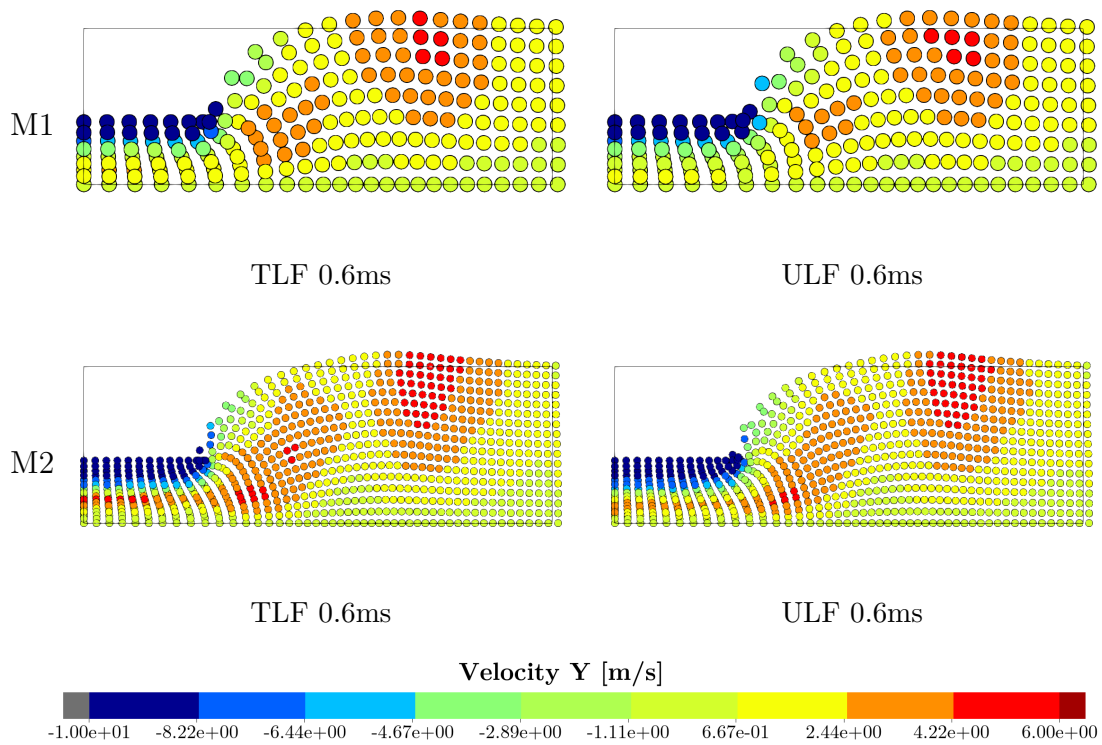 M1
TLF 0.6ms
ULF 0.6ms
M2
TLF 0.6ms
ULF 0.6ms
Velocity Y [m/s]
-1.00e+01 -8.22e+00 -6.44e+00 -4.67e+00 -2.89e+00 -1.11e+00 6.67e-01 2.44e+00 4.22e+00 6.00e+00